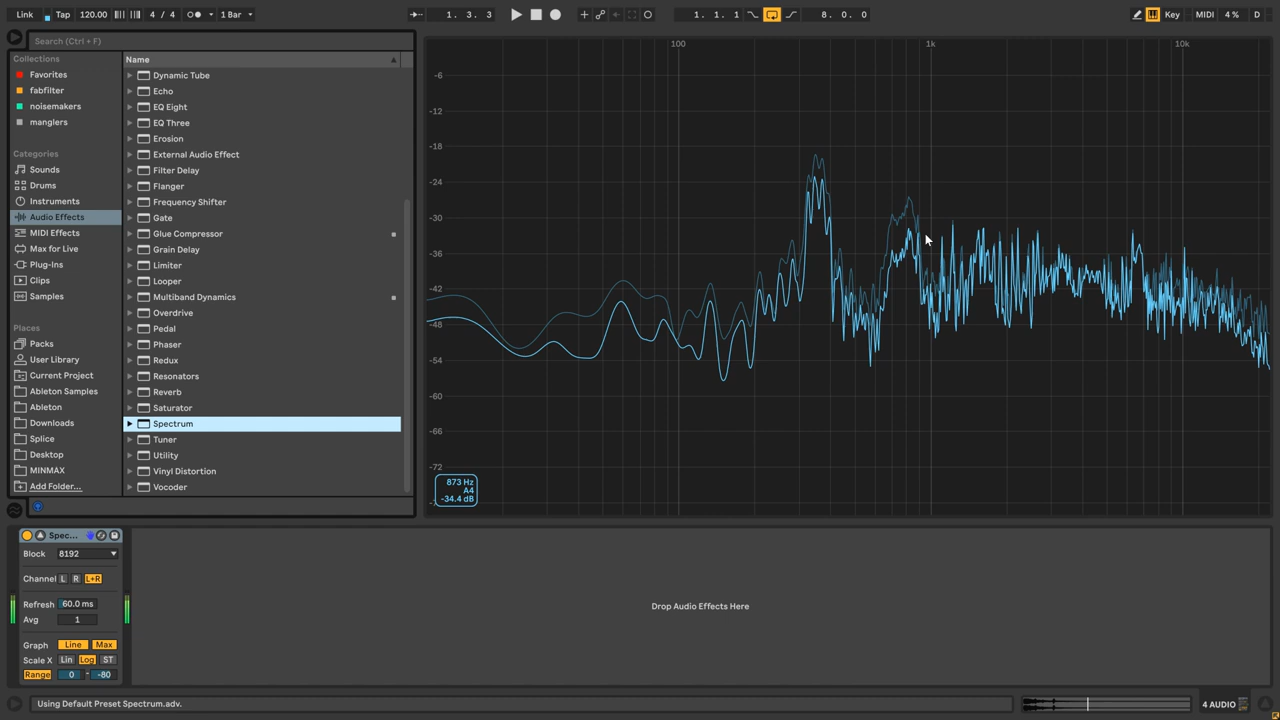 Link Tap 120.00 4 / 4 1 Bar 1. 3. 3 1. 1. 1 8. 0. 0 Key MIDI 4 % D
Search (Ctrl + F)
Collections
Favorites
fabfilter
noisemakers
manglers
Categories
Sounds
Drums
Instruments
Audio Effects
MIDI Effects
Max for Live
Plug-Ins
Clips
Samples
Places
Packs
User Library
Current Project
Ableton Samples
Ableton
Downloads
Splice
Desktop
MINMAX
Add Folder...
Name
Dynamic Tube
Echo
EQ Eight
EQ Three
Erosion
External Audio Effect
Filter Delay
Flanger
Frequency Shifter
Gate
Glue Compressor
Grain Delay
Limiter
Looper
Multiband Dynamics
Overdrive
Pedal
Phaser
Redux
Resonators
Reverb
Saturator
Spectrum
Tuner
Utility
Vinyl Distortion
Vocoder
100 1k 10k
-6
-12
-18
-24
-30
-36
-42
-48
-54
-60
-66
-72
873 Hz
A4
-34.4 dB
Spec...
Block 8192
Channel L R L+R
Refresh 60.0 ms
Avg 1
Graph Line Max
Scale X Lin Log ST
Range 0 - -80
Drop Audio Effects Here
Using Default Preset Spectrum.adv.
4 AUDIO